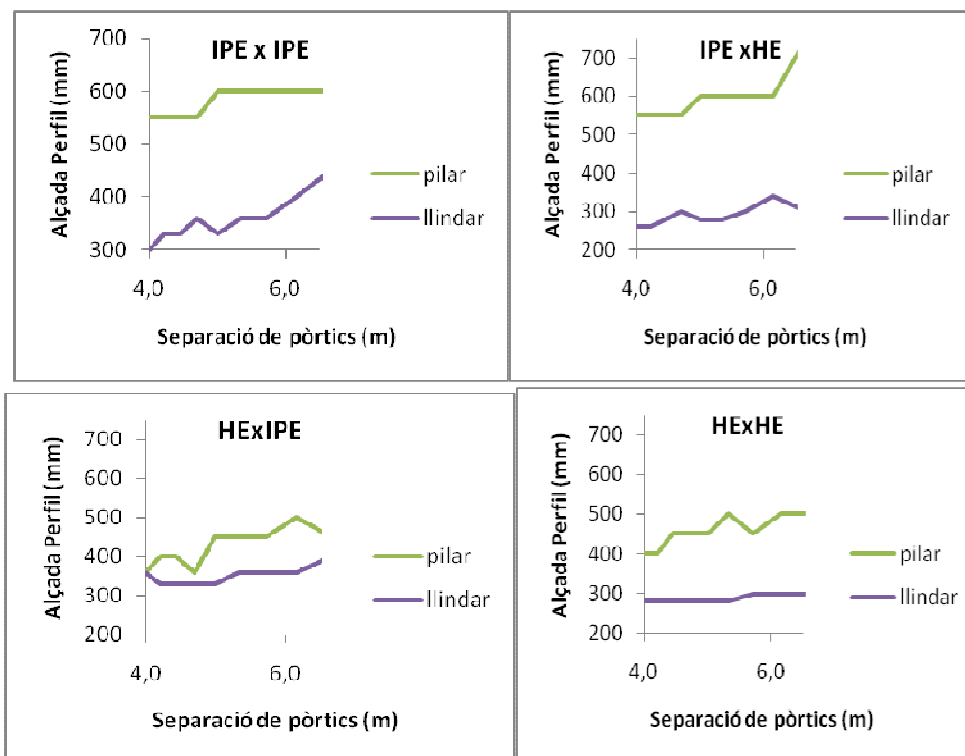 IPE x IPE
Alçada Perfil (mm)
700
600
500
400
300
4,0
6,0
Separació de pòrtics (m)
pilar
llindar
IPE xHE
Alçada Perfil (mm)
700
600
500
400
300
200
4,0
6,0
Separació de pòrtics (m)
pilar
llindar
HExIPE
Alçada Perfil (mm)
700
600
500
400
300
200
4,0
6,0
Separació de pòrtics (m)
pilar
llindar
HExHE
Alçada Perfil (mm)
700
600
500
400
300
200
4,0
6,0
Separació de pòrtics (m)
pilar
llindar